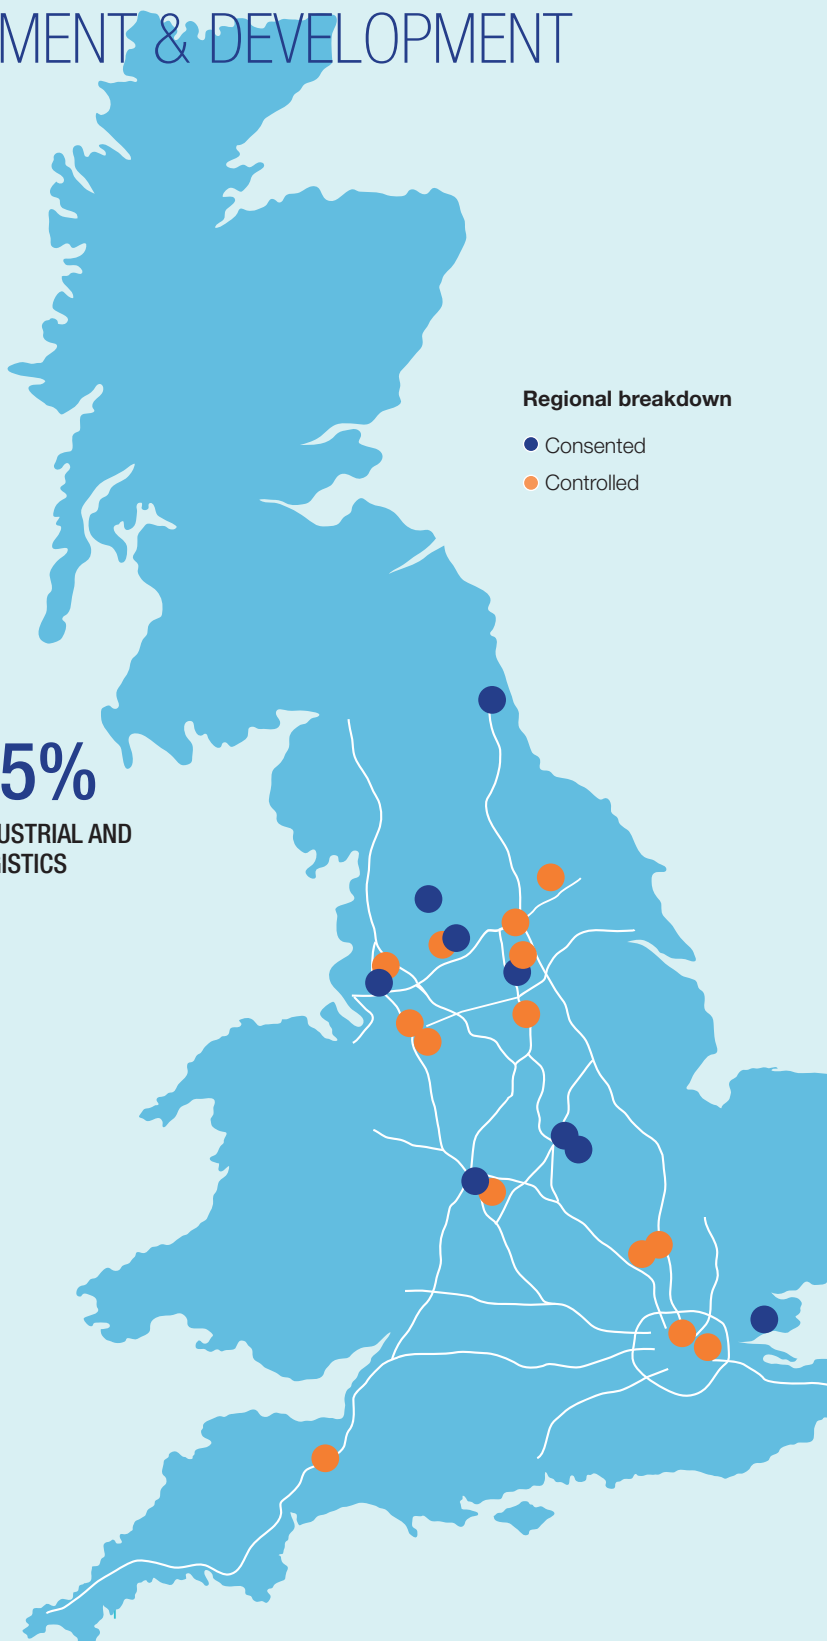 MENT & DEVELOPMENT
Regional breakdown
Consented
Controlled
5%
USTRIAL AND
ISTICS